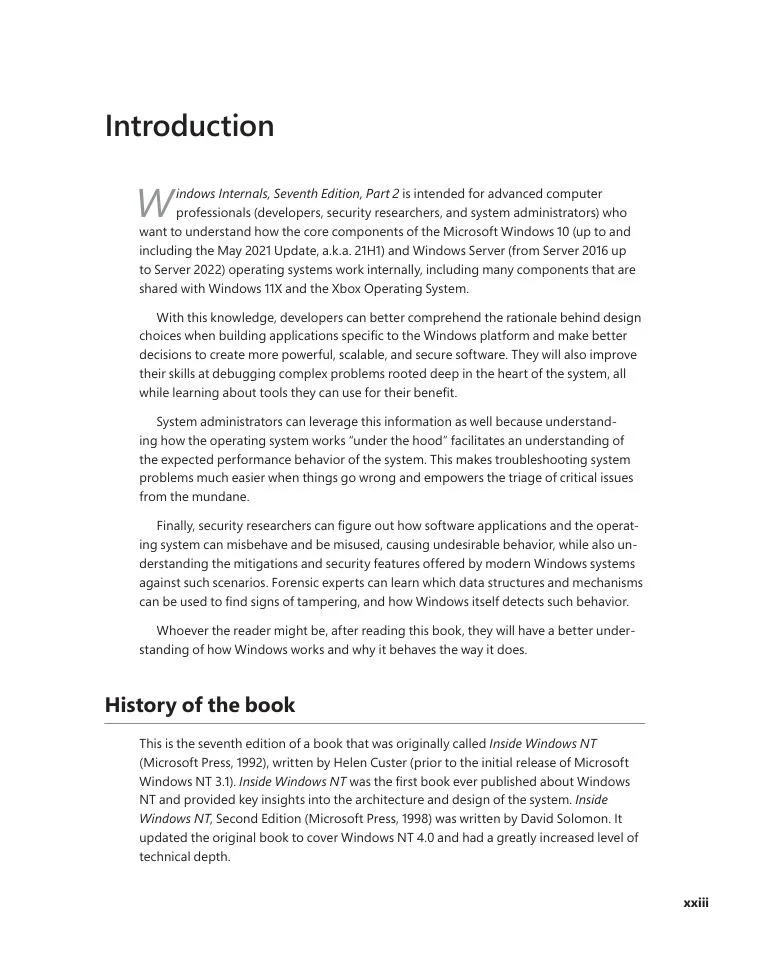 Introduction
Windows Internals, Seventh Edition, Part 2 is intended for advanced computer
professionals (developers, security researchers, and system administrators) who
want to understand how the core components of the Microsoft Windows 10 (up to and
including the May 2021 Update, a.k.a. 21H1) and Windows Server (from Server 2016 up
to Server 2022) operating systems work internally, including many components that are
shared with Windows 11X and the Xbox Operating System.
With this knowledge, developers can better comprehend the rationale behind design
choices when building applications specific to the Windows platform and make better
decisions to create more powerful, scalable, and secure software. They will also improve
their skills at debugging complex problems rooted deep in the heart of the system, all
while learning about tools they can use for their benefit.
System administrators can leverage this information as well because understand-
ing how the operating system works “under the hood” facilitates an understanding of
the expected performance behavior of the system. This makes troubleshooting system
problems much easier when things go wrong and empowers the triage of critical issues
from the mundane.
Finally, security researchers can figure out how software applications and the operat-
ing system can misbehave and be misused, causing undesirable behavior, while also un-
derstanding the mitigations and security features offered by modern Windows systems
against such scenarios. Forensic experts can learn which data structures and mechanisms
can be used to find signs of tampering, and how Windows itself detects such behavior.
Whoever the reader might be, after reading this book, they will have a better under-
standing of how Windows works and why it behaves the way it does.
History of the book
This is the seventh edition of a book that was originally called Inside Windows NT
(Microsoft Press, 1992), written by Helen Custer (prior to the initial release of Microsoft
Windows NT 3.1). Inside Windows NT was the first book ever published about Windows
NT and provided key insights into the architecture and design of the system. Inside
Windows NT, Second Edition (Microsoft Press, 1998) was written by David Solomon. It
updated the original book to cover Windows NT 4.0 and had a greatly increased level of
technical depth.
xxiii